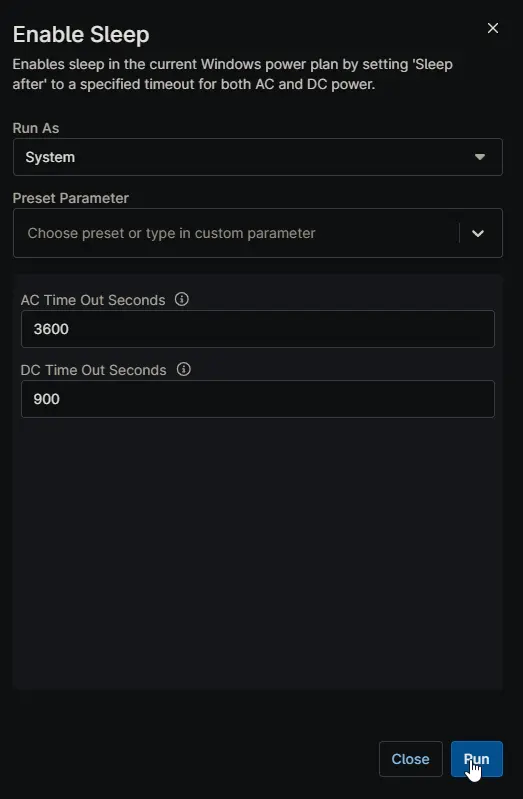 Enable Sleep
Enables sleep in the current Windows power plan by setting 'Sleep
after' to a specified timeout for both AC and DC power.
Run As
System
Preset Parameter
Choose preset or type in custom parameter
AC Time Out Seconds
3600
DC Time Out Seconds
900
Close
Run